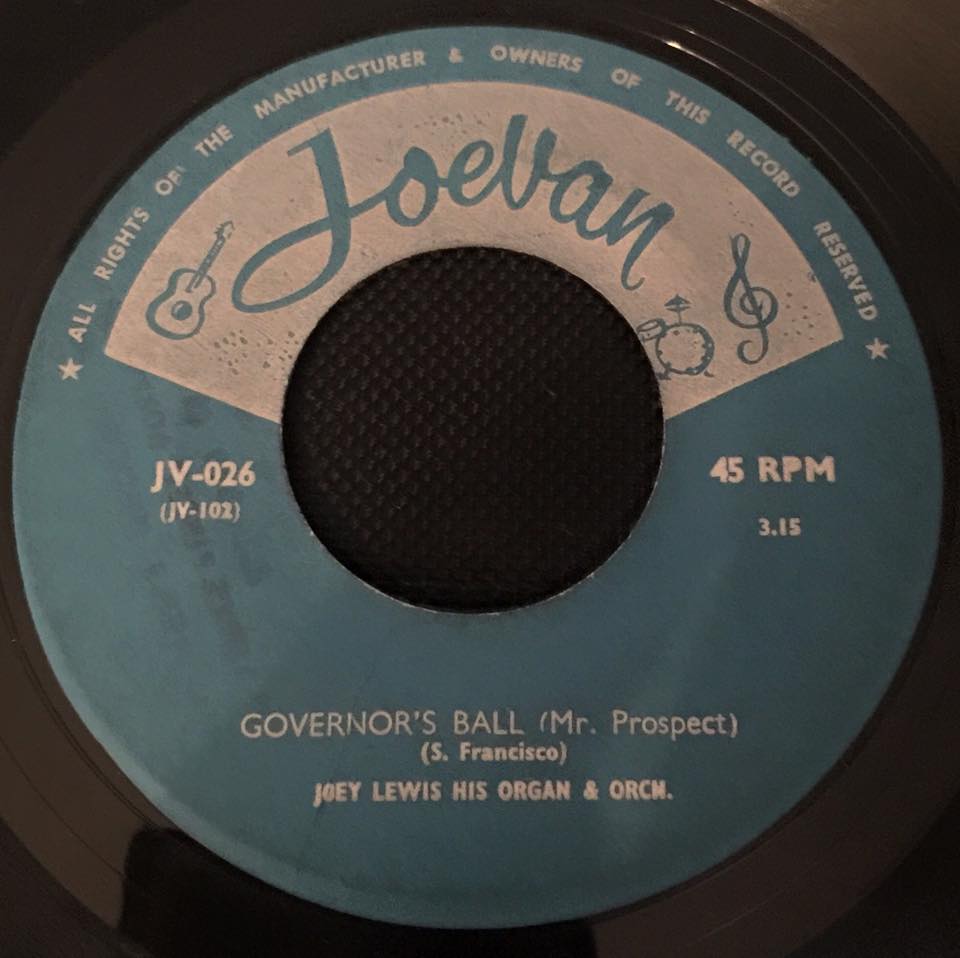 ★ ALL RIGHTS OF THE MANUFACTURER & OWNERS OF THIS RECORD RESERVED ★
Joevan
JV-026
(JV-102)
45 RPM
3.15
GOVERNOR'S BALL (Mr. Prospect)
(S. Francisco)
JOEY LEWIS HIS ORGAN & ORCH.